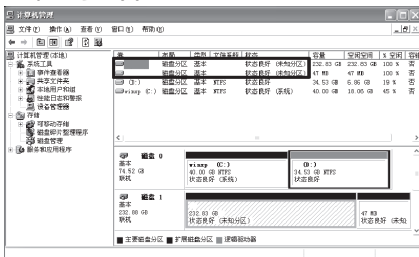 计算机管理
文件(F) 操作(A) 查看(V) 窗口(W) 帮助(H)
计算机管理(本地)
系统工具
事件查看器
共享文件夹
本地用户和组
性能日志和警报
设备管理器
存储
可移动存储
磁盘碎片整理程序
磁盘管理
服务和应用程序
卷 布局 类型 文件系统 状态 容量 空闲空间 % 空闲 容错
磁盘分区 基本 状态良好 (未知分区) 232.83 GB 232.83 GB 100 % 否
磁盘分区 基本 状态良好 (未知分区) 47 MB 47 MB 100 % 否
(D:) 磁盘分区 基本 NTFS 状态良好 34.53 GB 6.86 GB 19 % 否
winxp (C:) 磁盘分区 基本 NTFS 状态良好 (系统) 40.00 GB 18.06 GB 45 % 否
磁盘 0
基本
74.52 GB
联机
winxp (C:)
40.00 GB NTFS
状态良好 (系统)
(D:)
34.53 GB NTFS
状态良好
磁盘 1
基本
232.88 GB
联机
232.83 GB
状态良好 (未知分区)
47 MB
状态良好 (未知
主要磁盘分区 扩展磁盘分区 逻辑驱动器